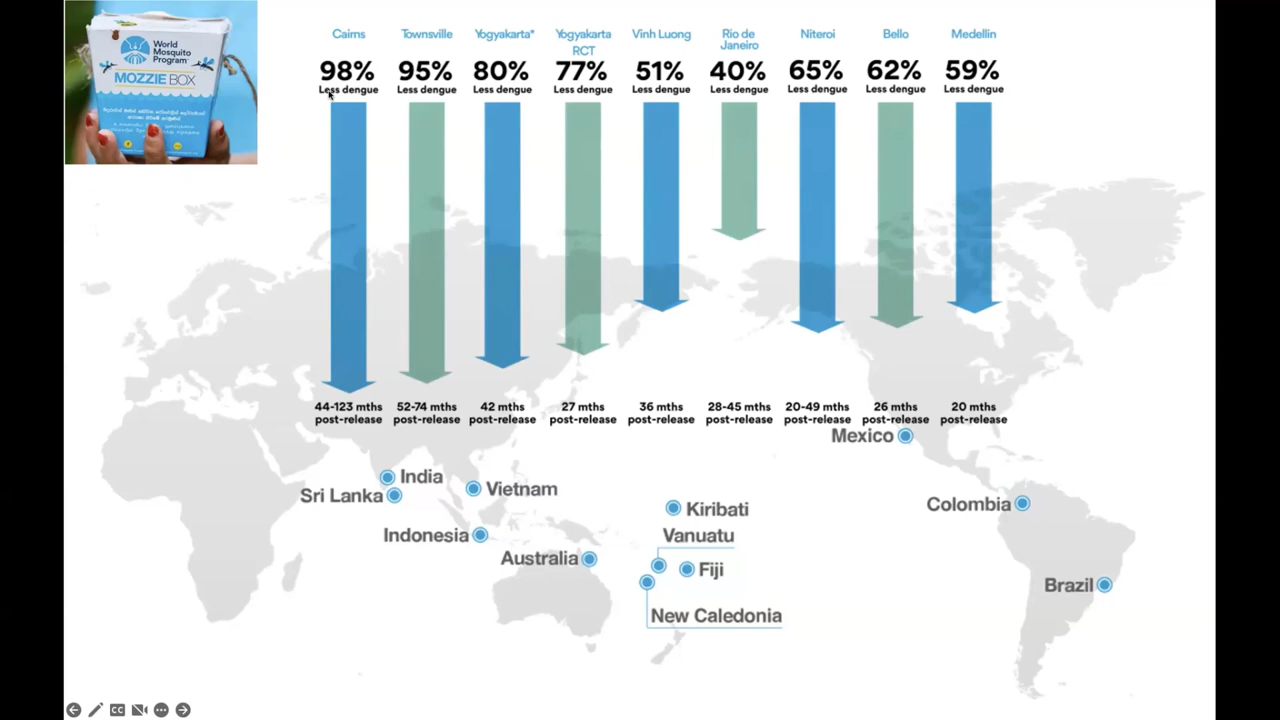 World
Mosquito
Program
MOZZIE BOX
Cairns
98%
Less dengue
Townsville
95%
Less dengue
Yogyakarta*
80%
Less dengue
Yogyakarta
RCT
77%
Less dengue
Vinh Luong
51%
Less dengue
Rio de
Janeiro
40%
Less dengue
Niteroi
65%
Less dengue
Bello
62%
Less dengue
Medellin
59%
Less dengue
44-123 mths
post-release
52-74 mths
post-release
42 mths
post-release
27 mths
post-release
36 mths
post-release
28-45 mths
post-release
20-49 mths
post-release
26 mths
post-release
20 mths
post-release
Mexico
India
Sri Lanka
Vietnam
Kiribati
Colombia
Indonesia
Vanuatu
Australia
Fiji
Brazil
New Caledonia
CC